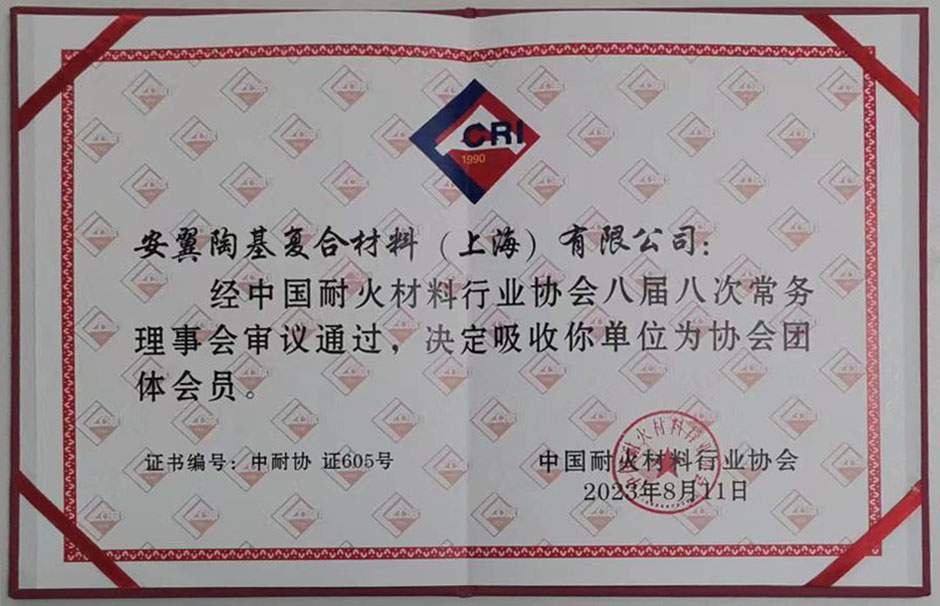 CRI
1990
安翼陶基复合材料（上海）有限公司：
经中国耐火材料行业协会八届八次常务
理事会审议通过，决定吸收你单位为协会团
体会员。
证书编号：中耐协 证605号
中国耐火材料行业协会
2023年8月11日